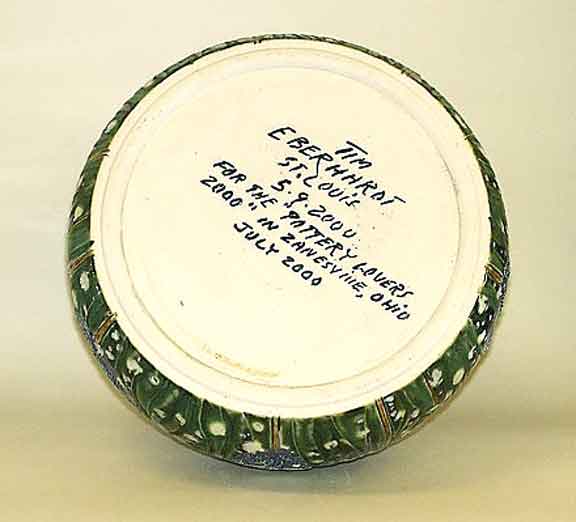 TIM
EBERHARDT
ST. LOUIS
5.9.2000
FOR THE "POTTERY LOVERS
2000" IN ZANESVILLE, OHIO
JULY 2000